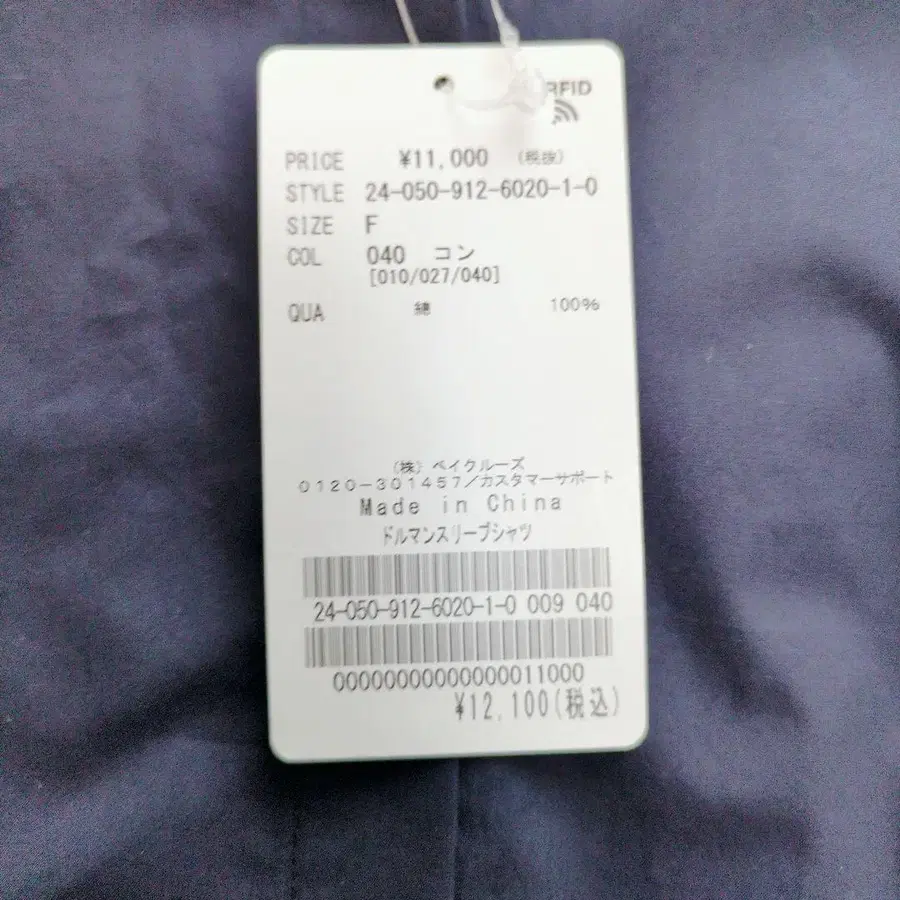 RFID
PRICE ¥11,000 (税抜)
STYLE 24-050-912-6020-1-0
SIZE F
COL 040 コン
[010/027/040]
QUA 綿 100%
(株) ベイクルーズ
0120-301457/カスタマーサポート
Made in China
ドルマンスリーブシャツ
24-050-912-6020-1-0 009 040
00000000000000011000
¥12,100(税込)